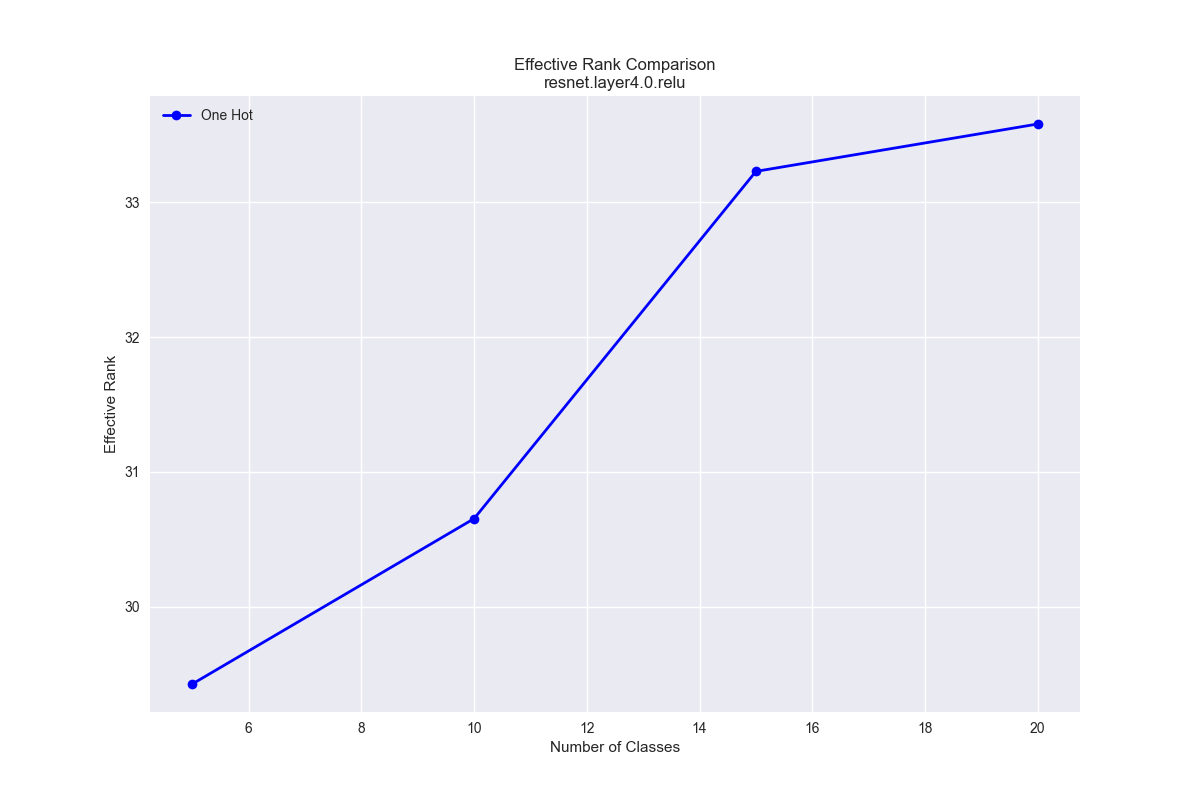 Effective Rank Comparison
resnet.layer4.0.relu
One Hot
33
32
31
30
Effective Rank
6 8 10 12 14 16 18 20
Number of Classes